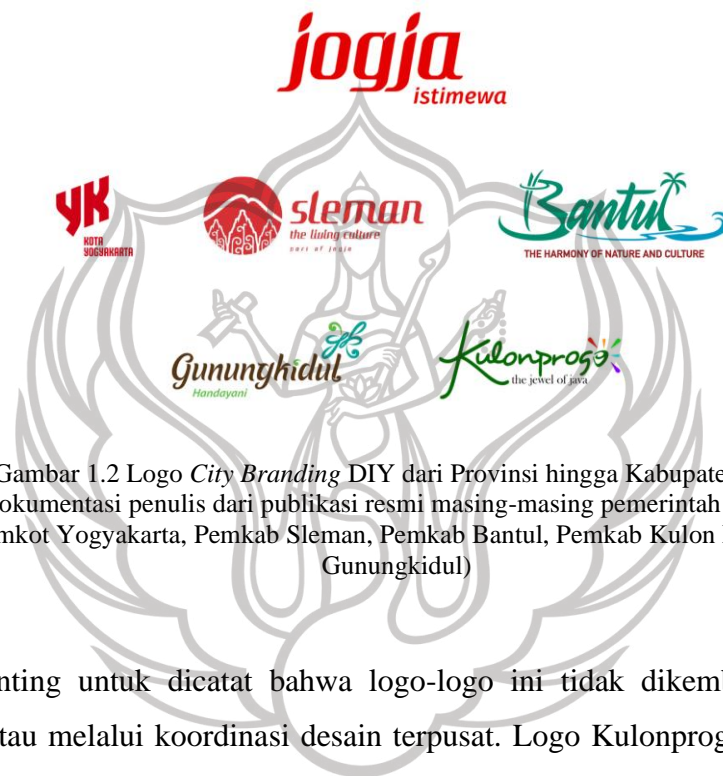 jogja
istimewa
YK
KOTA
YOGYAKARTA
sleman
the living culture
part of jogja
Bantul
THE HARMONY OF NATURE AND CULTURE
Gunungkidul
Handayani
Kulonprogo
the jewel of java
Gambar 1.2 Logo City Branding DIY dari Provinsi hingga Kabupate
okumentasi penulis dari publikasi resmi masing-masing pemerintah
mkot Yogyakarta, Pemkab Sleman, Pemkab Bantul, Pemkab Kulon
Gunungkidul)
nting untuk dicatat bahwa logo-logo ini tidak dikemb
tau melalui koordinasi desain terpusat. Logo Kulonprog